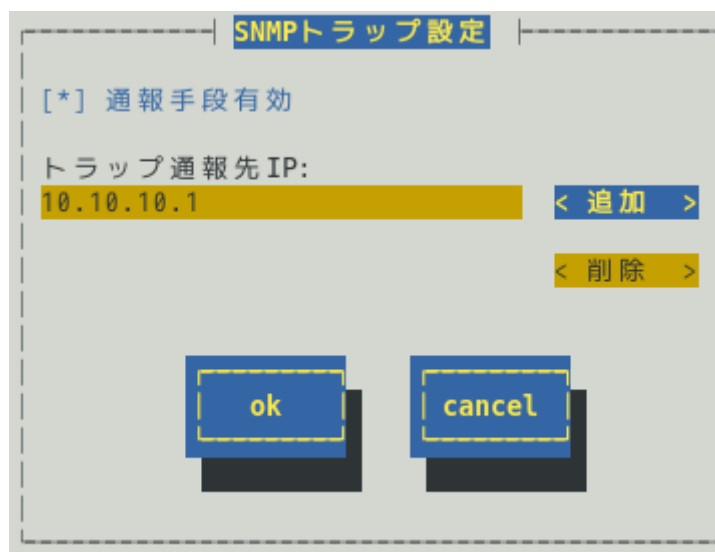 SNMPトラップ設定
[*] 通報手段有効
トラップ通報先IP:
10.10.10.1
< 追加 >
< 削除 >
ok
cancel